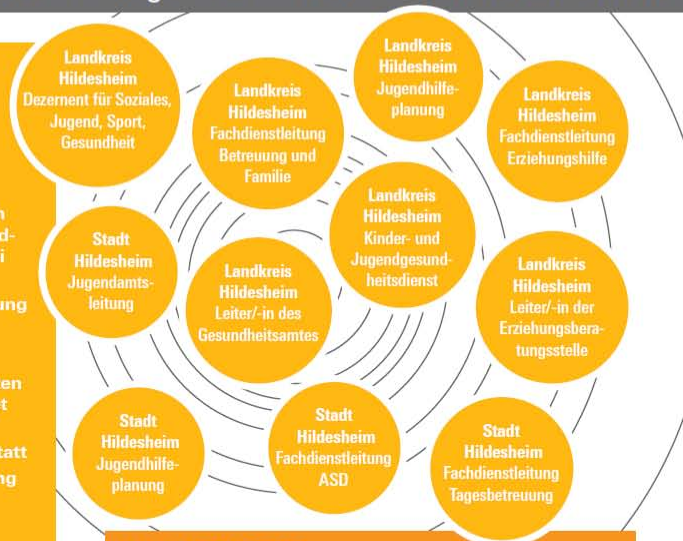 Landkreis
Hildesheim
Dezernent für Soziales,
Jugend, Sport,
Gesundheit
Landkreis
Hildesheim
Fachdienstleitung
Betreuung und
Familie
Landkreis
Hildesheim
Jugendhilfe-
planung
Landkreis
Hildesheim
Fachdienstleitung
Erziehungshilfe
Stadt
Hildesheim
Jugendamts-
leitung
Landkreis
Hildesheim
Leiter/-in des
Gesundheitsamtes
Landkreis
Hildesheim
Kinder- und
Jugendgesund-
heitsdienst
Landkreis
Hildesheim
Leiter/-in der
Erziehungsbera-
tungsstelle
Stadt
Hildesheim
Jugendhilfe-
planung
Stadt
Hildesheim
Fachdienstleitung
ASD
Stadt
Hildesheim
Fachdienstleitung
Tagesbetreuung